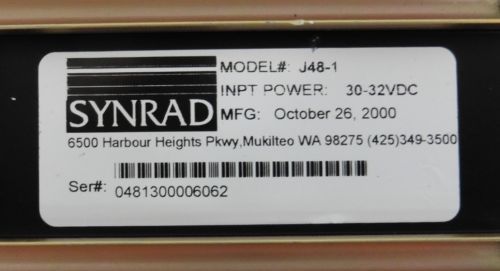 MODEL#: J48-1
INPT POWER: 30-32VDC
SYNRAD MFG: October 26, 2000
6500 Harbour Heights Pkwy,Mukilteo WA 98275 (425)349-3500
Ser#: 0481300006062